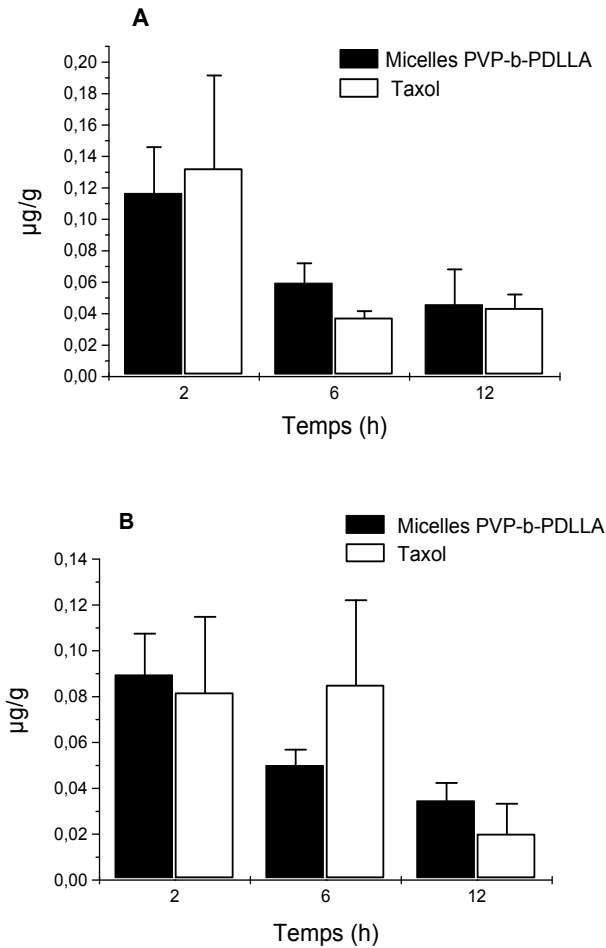 A
Micelles PVP-b-PDLLA
Taxol
µg/g
0,20
0,18
0,16
0,14
0,12
0,10
0,08
0,06
0,04
0,02
0,00
2 6 12
Temps (h)
B
Micelles PVP-b-PDLLA
Taxol
µg/g
0,14
0,12
0,10
0,08
0,06
0,04
0,02
0,00
2 6 12
Temps (h)